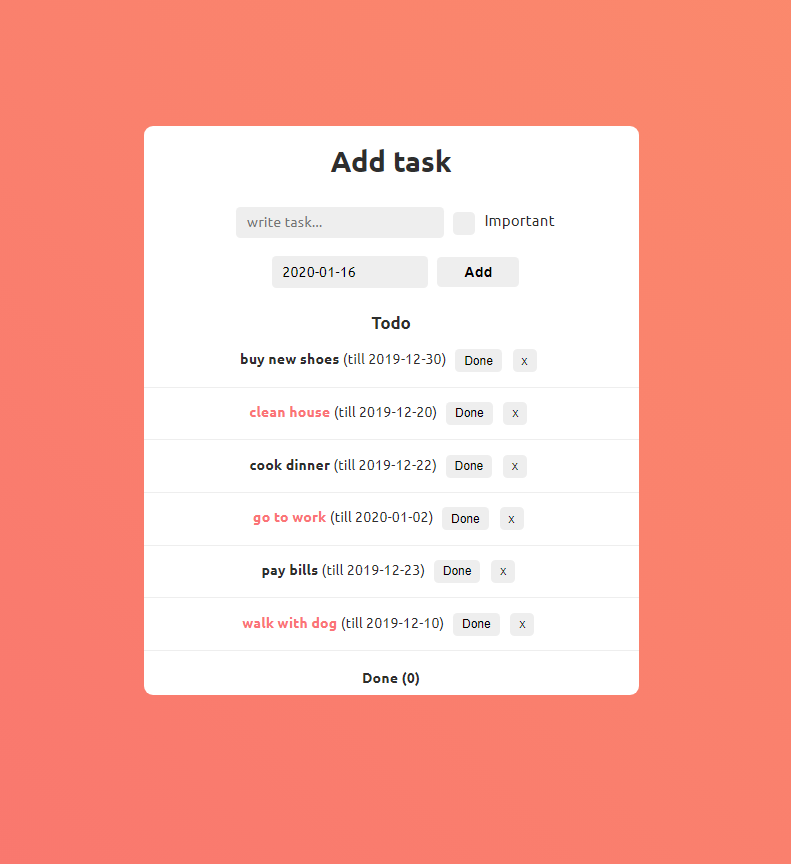 Add task
write task...
Important
2020-01-16
Add
Todo
buy new shoes (till 2019-12-30) Done x
clean house (till 2019-12-20) Done x
cook dinner (till 2019-12-22) Done x
go to work (till 2020-01-02) Done x
pay bills (till 2019-12-23) Done x
walk with dog (till 2019-12-10) Done x
Done (0)